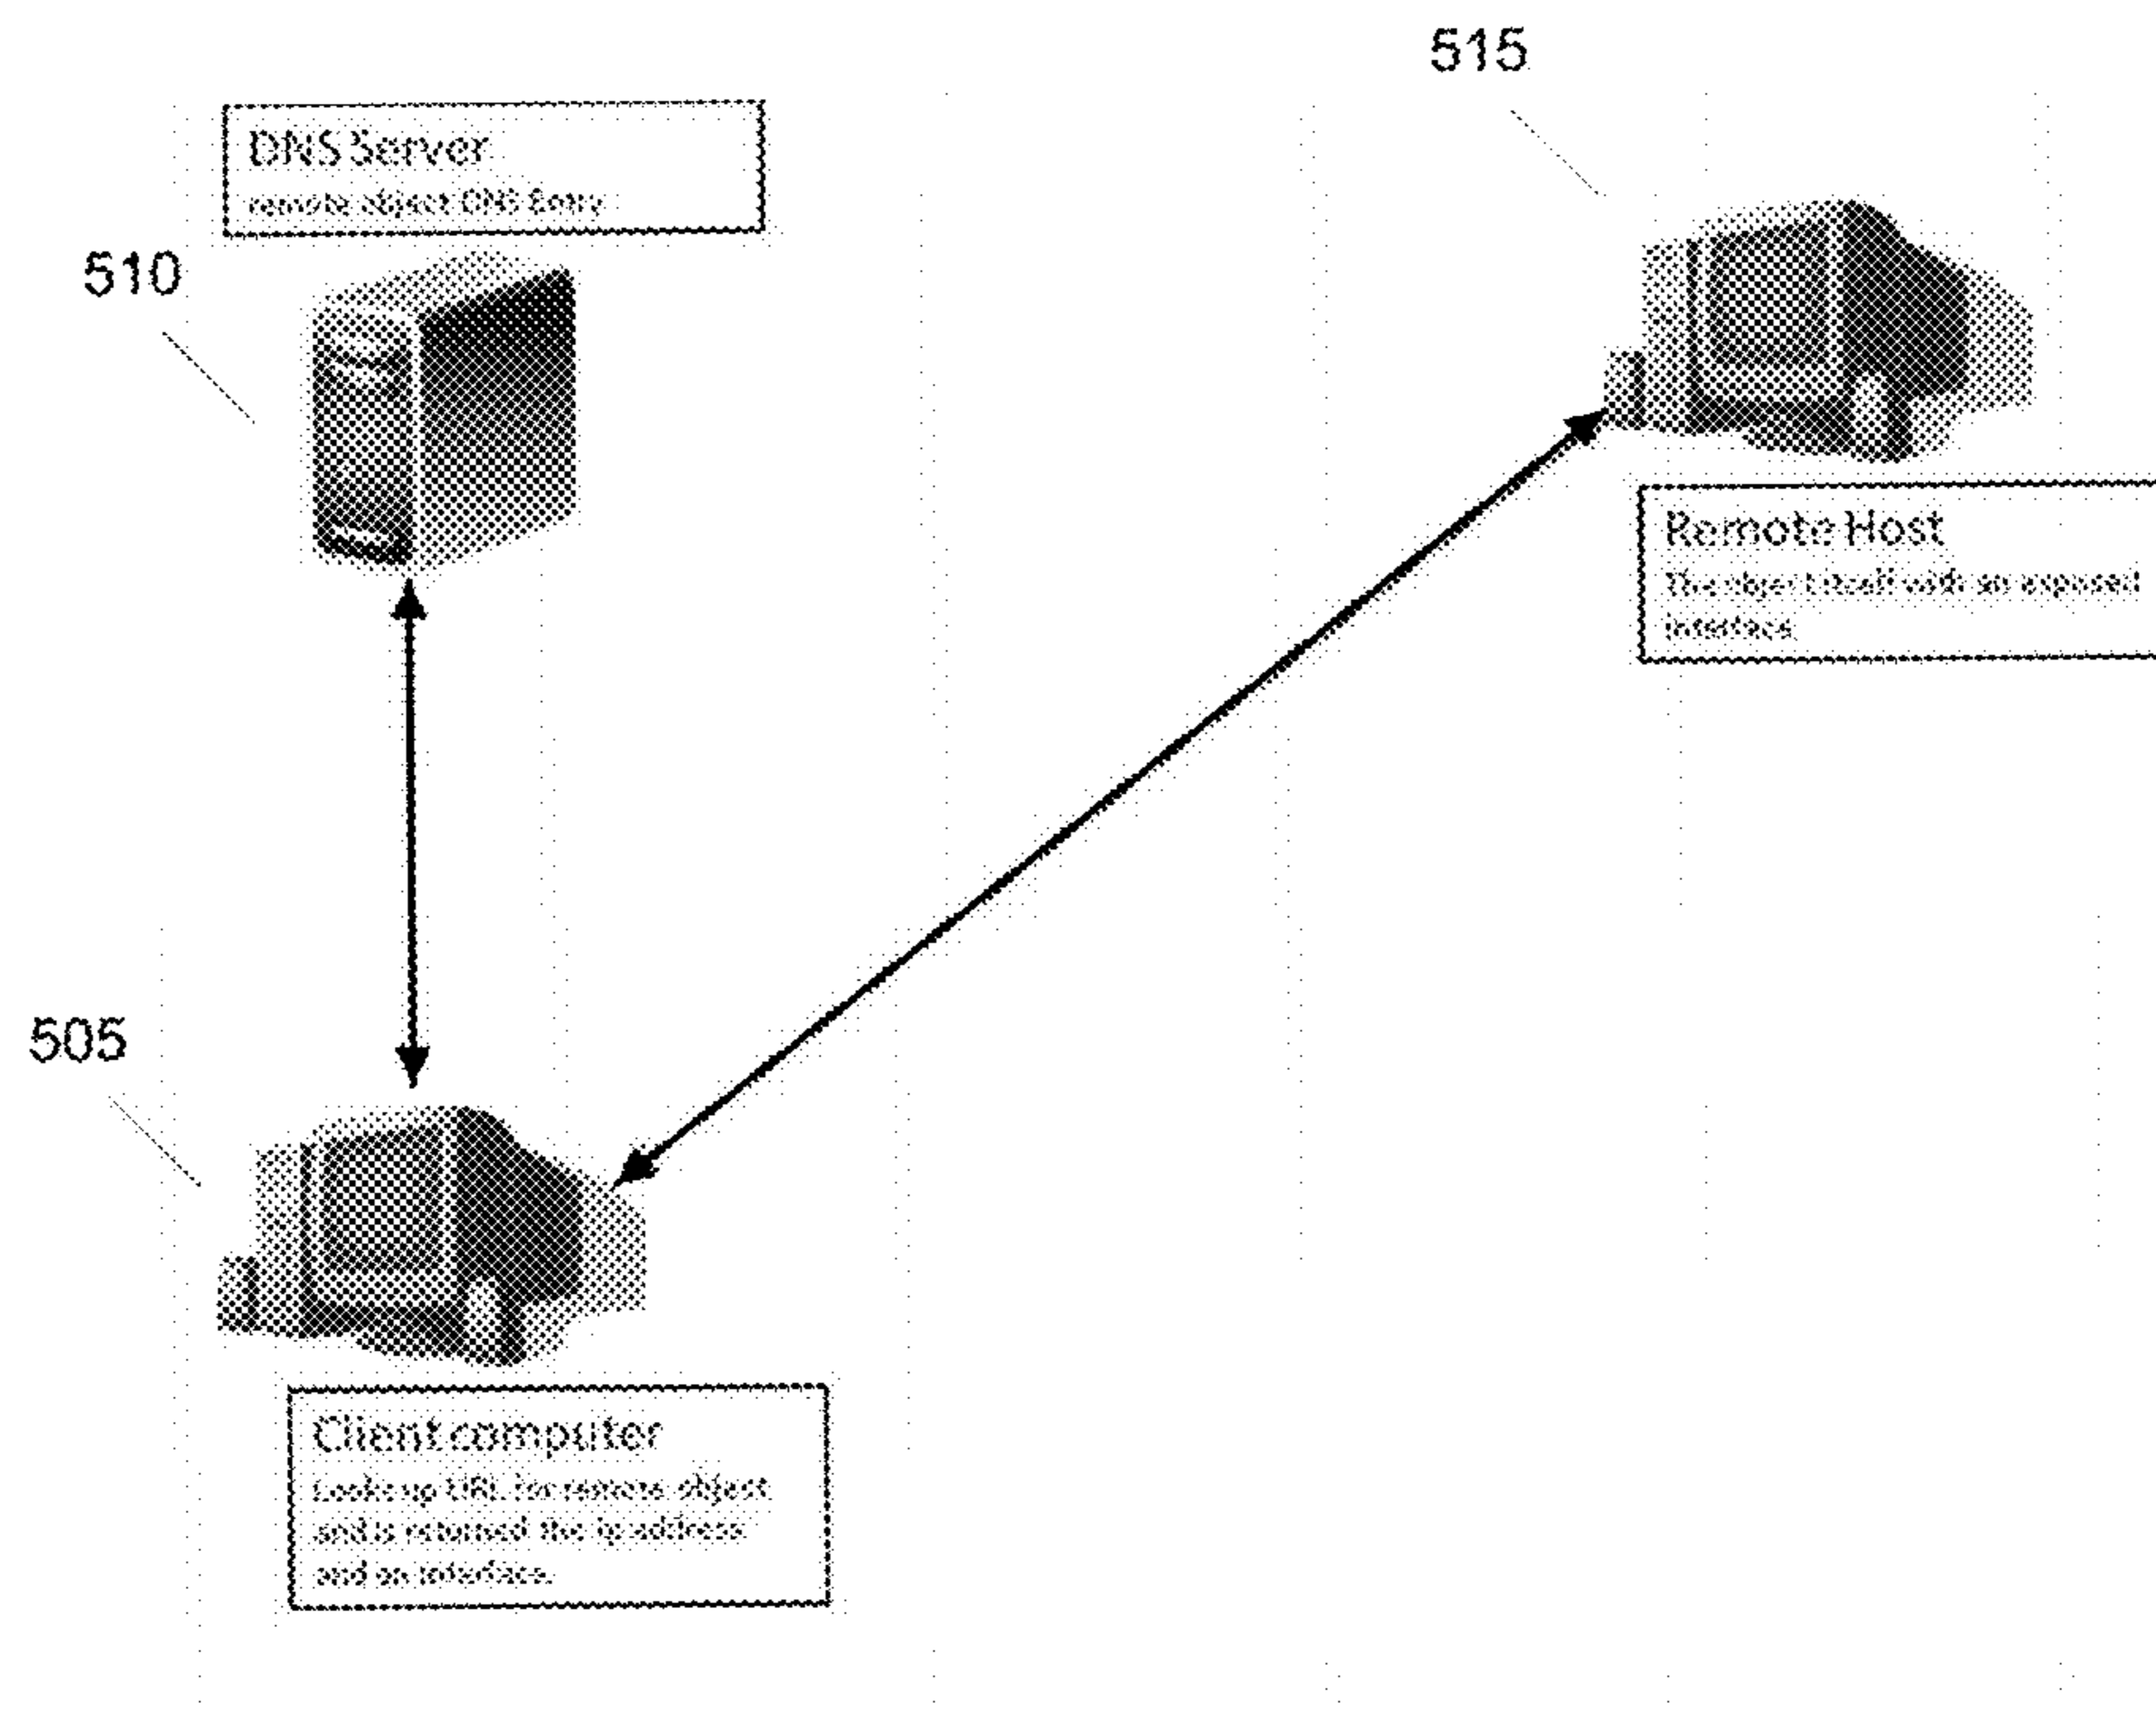 515
DNS Server
remote object DNS Entry
510
Remote Host
The object itself with an exposed
interface
505
Client computer
Looks up URL for remote object
and is returned the ip address
and an interface.